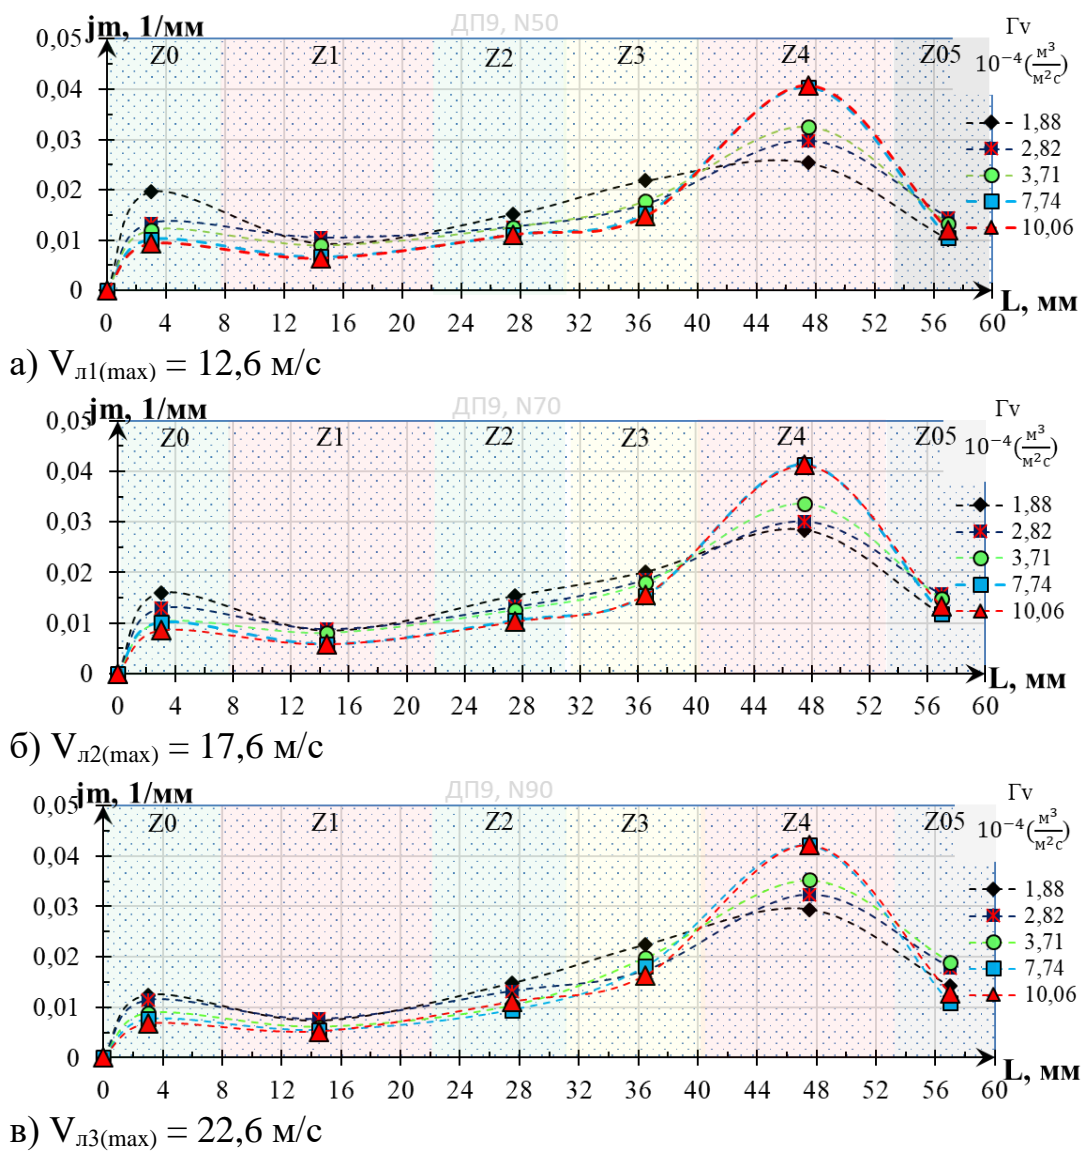 jm, 1/мм
ДП9, N50
Гv
0,05
Z0 Z1 Z2 Z3 Z4 Z05
10⁻⁴(м³/м²с)
0,04
0,03
0,02
0,01
0
1,88
2,82
3,71
7,74
10,06
0 4 8 12 16 20 24 28 32 36 40 44 48 52 56 60
L, мм
а) Vл1(max) = 12,6 м/с
jm, 1/мм
ДП9, N70
Гv
0,05
Z0 Z1 Z2 Z3 Z4 Z05
10⁻⁴(м³/м²с)
0,04
0,03
0,02
0,01
0
1,88
2,82
3,71
7,74
10,06
0 4 8 12 16 20 24 28 32 36 40 44 48 52 56 60
L, мм
б) Vл2(max) = 17,6 м/с
jm, 1/мм
ДП9, N90
Гv
0,05
Z0 Z1 Z2 Z3 Z4 Z05
10⁻⁴(м³/м²с)
0,04
0,03
0,02
0,01
0
1,88
2,82
3,71
7,74
10,06
0 4 8 12 16 20 24 28 32 36 40 44 48 52 56 60
L, мм
в) Vл3(max) = 22,6 м/с